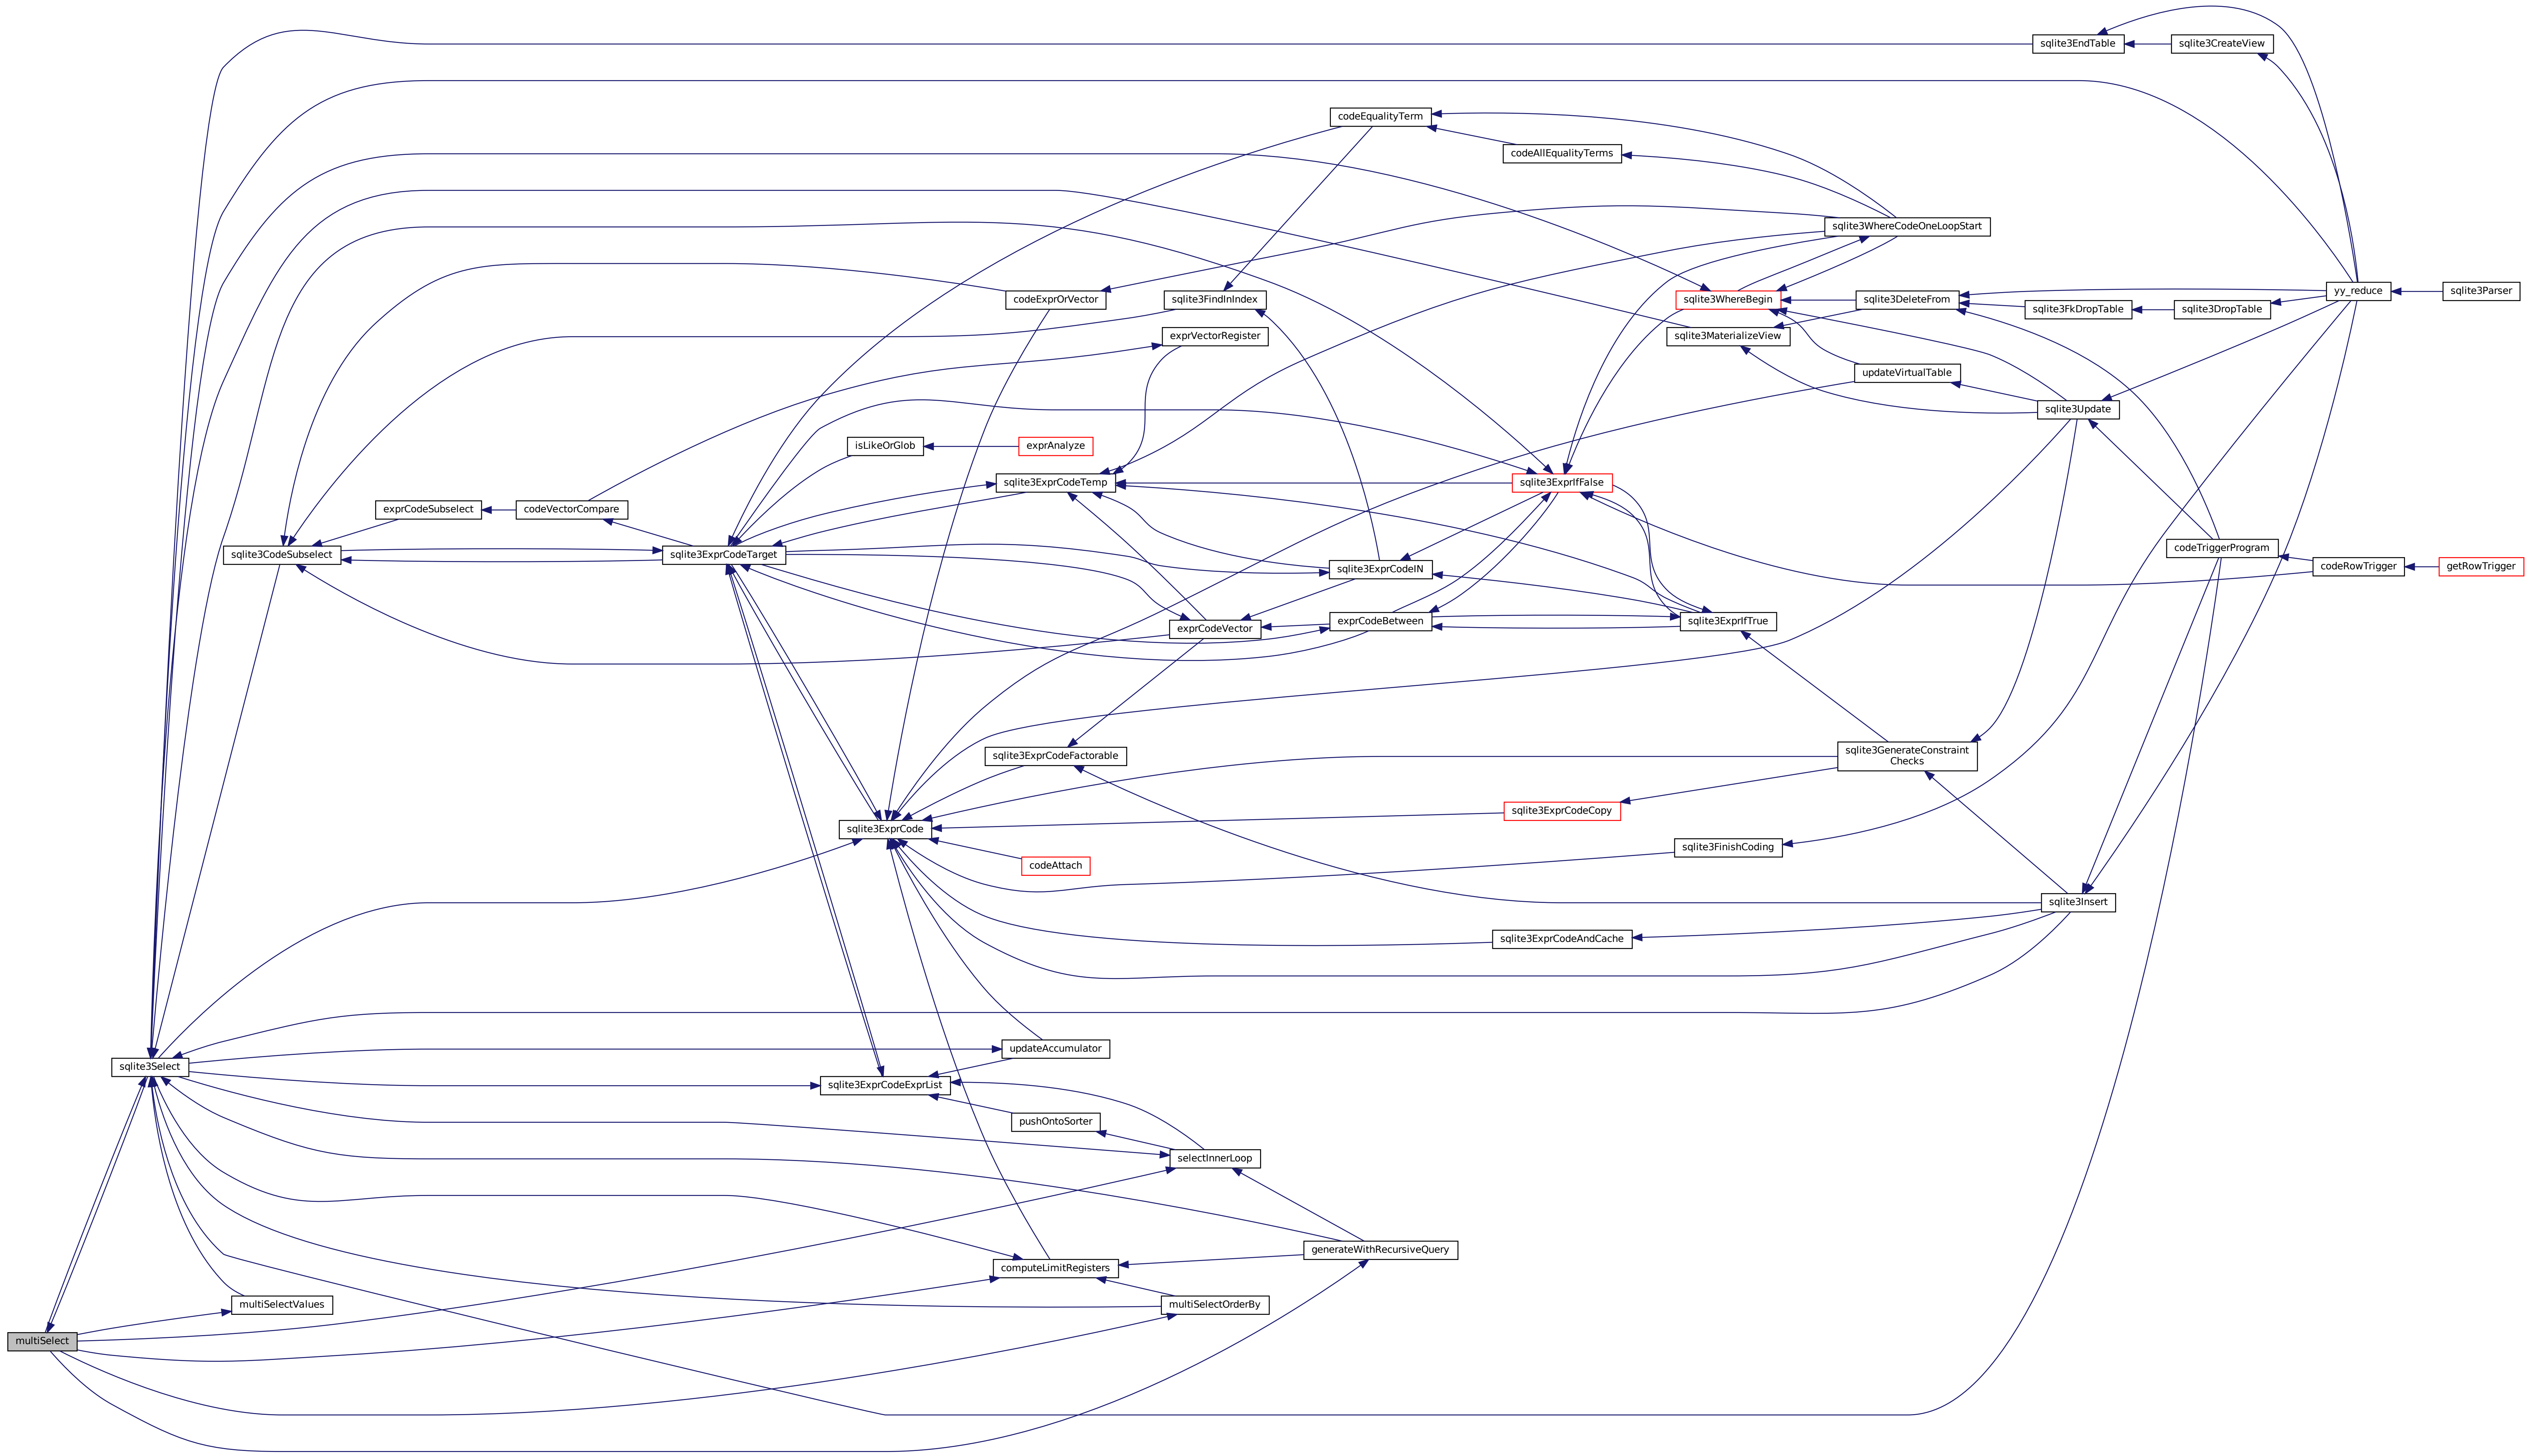 sqlite3EndTable
sqlite3CreateView
codeEqualityTerm
codeAllEqualityTerms
sqlite3WhereCodeOneLoopStart
codeExprOrVector
sqlite3FindInIndex
sqlite3WhereBegin
sqlite3DeleteFrom
sqlite3FkDropTable
sqlite3DropTable
yy_reduce
sqlite3Parser
exprVectorRegister
sqlite3MaterializeView
updateVirtualTable
sqlite3Update
isLikeOrGlob
exprAnalyze
sqlite3ExprCodeTemp
sqlite3ExprIfFalse
exprCodeSubselect
codeVectorCompare
sqlite3CodeSubselect
sqlite3ExprCodeTarget
codeTriggerProgram
sqlite3ExprCodeIN
codeRowTrigger
getRowTrigger
exprCodeVector
exprCodeBetween
sqlite3ExprIfTrue
sqlite3ExprCodeFactorable
sqlite3GenerateConstraint
Checks
sqlite3ExprCodeCopy
sqlite3ExprCode
sqlite3FinishCoding
codeAttach
sqlite3Insert
sqlite3ExprCodeAndCache
updateAccumulator
sqlite3Select
sqlite3ExprCodeExprList
pushOntoSorter
selectInnerLoop
generateWithRecursiveQuery
computeLimitRegisters
multiSelectValues
multiSelectOrderBy
multiSelect